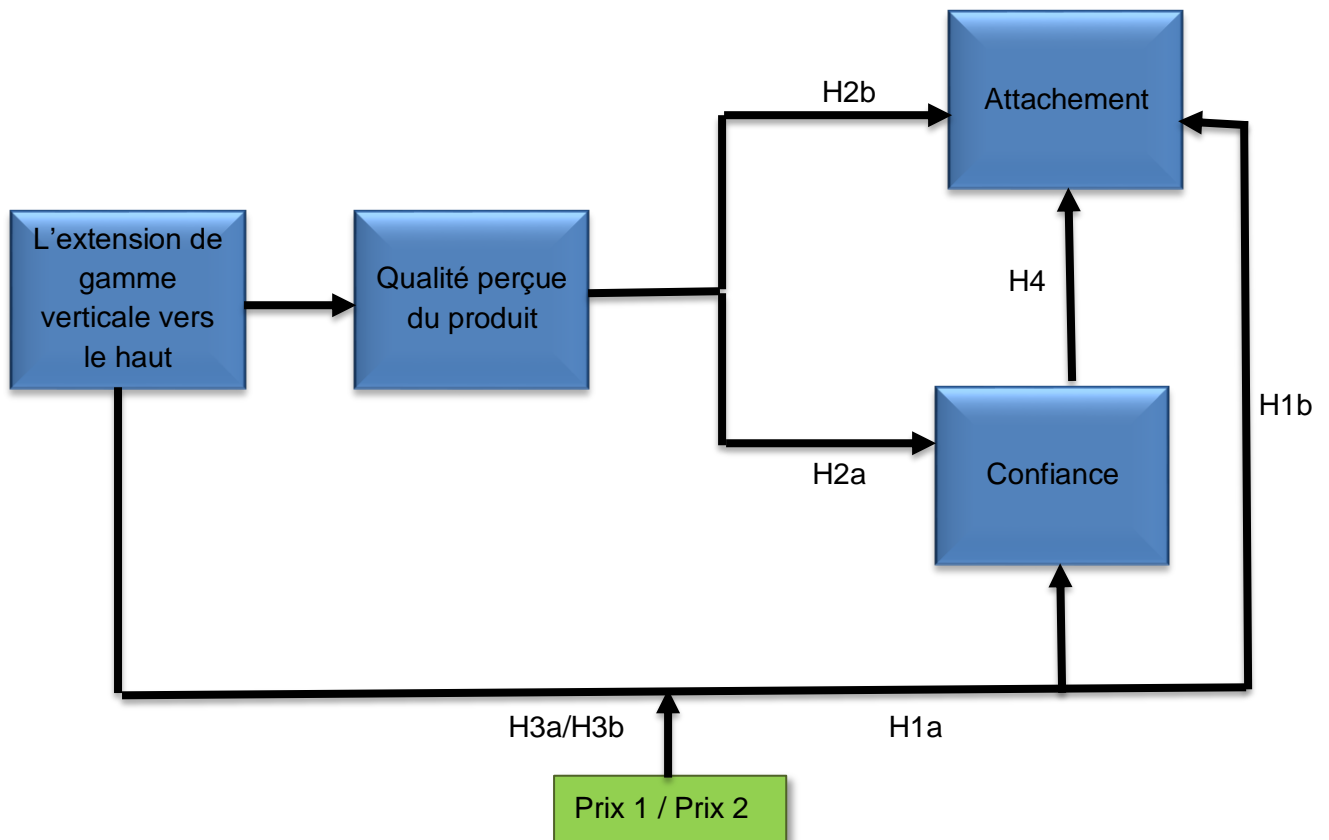 H2b
Attachement
L'extension de
gamme
verticale vers
le haut
Qualité perçue
du produit
H4
H1b
H2a
Confiance
H3a/H3b
H1a
Prix 1 / Prix 2